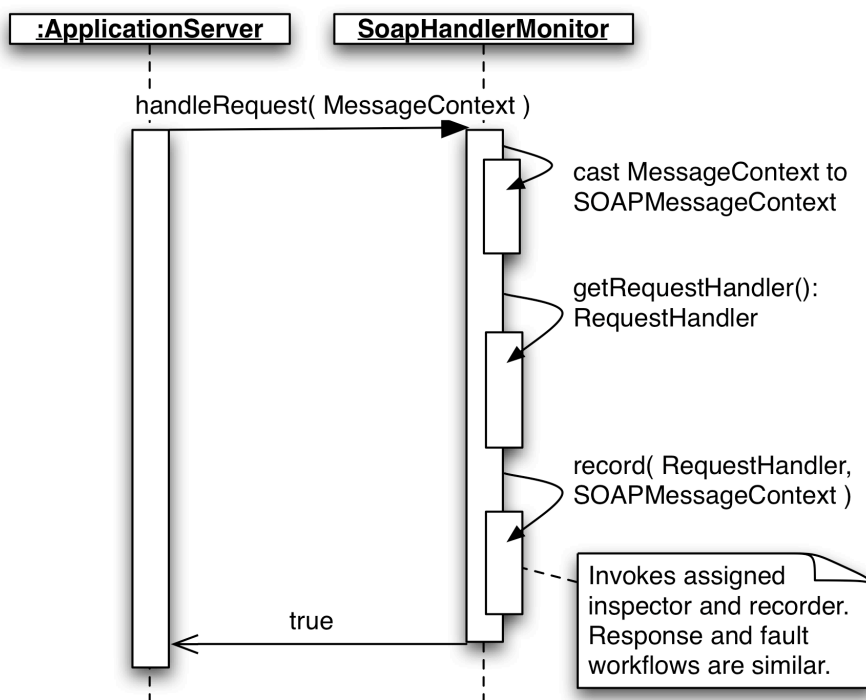 :ApplicationServer
SoapHandlerMonitor
handleRequest( MessageContext )
cast MessageContext to
SOAPMessageContext
getRequestHandler():
RequestHandler
record( RequestHandler,
SOAPMessageContext )
Invokes assigned
inspector and recorder.
Response and fault
workflows are similar.
true